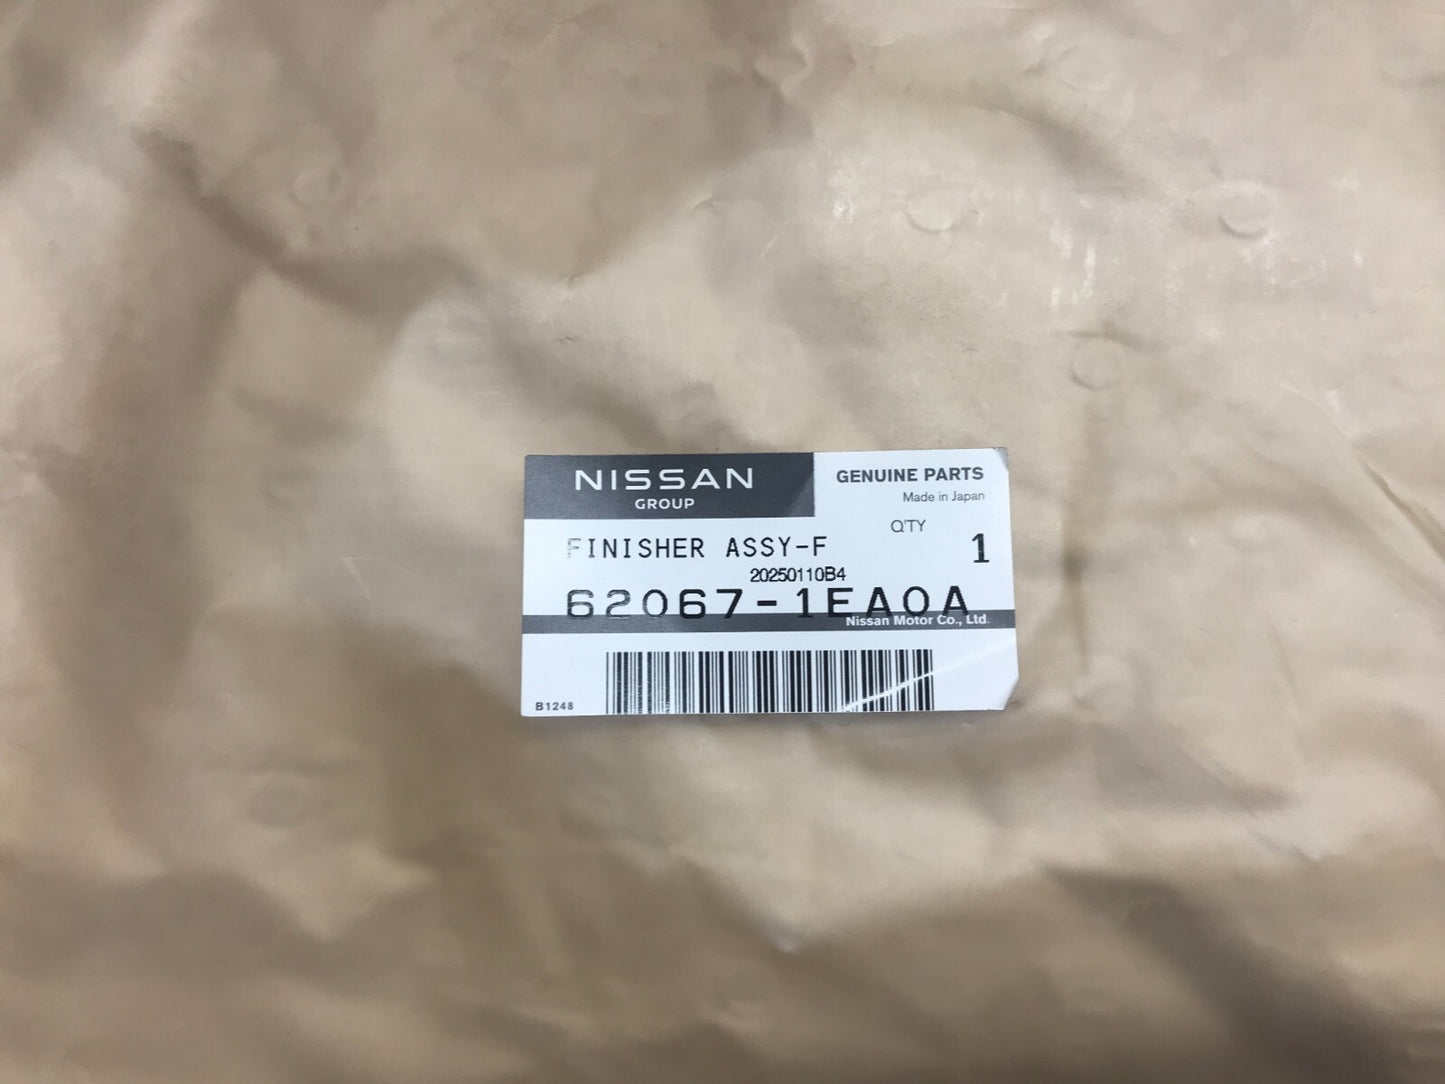 NISSAN
GROUP
GENUINE PARTS
Made in Japan
Q'TY
FINISHER ASSY-F
1
20250110B4
62067-1EA0A
Nissan Motor Co., Ltd.
B1248